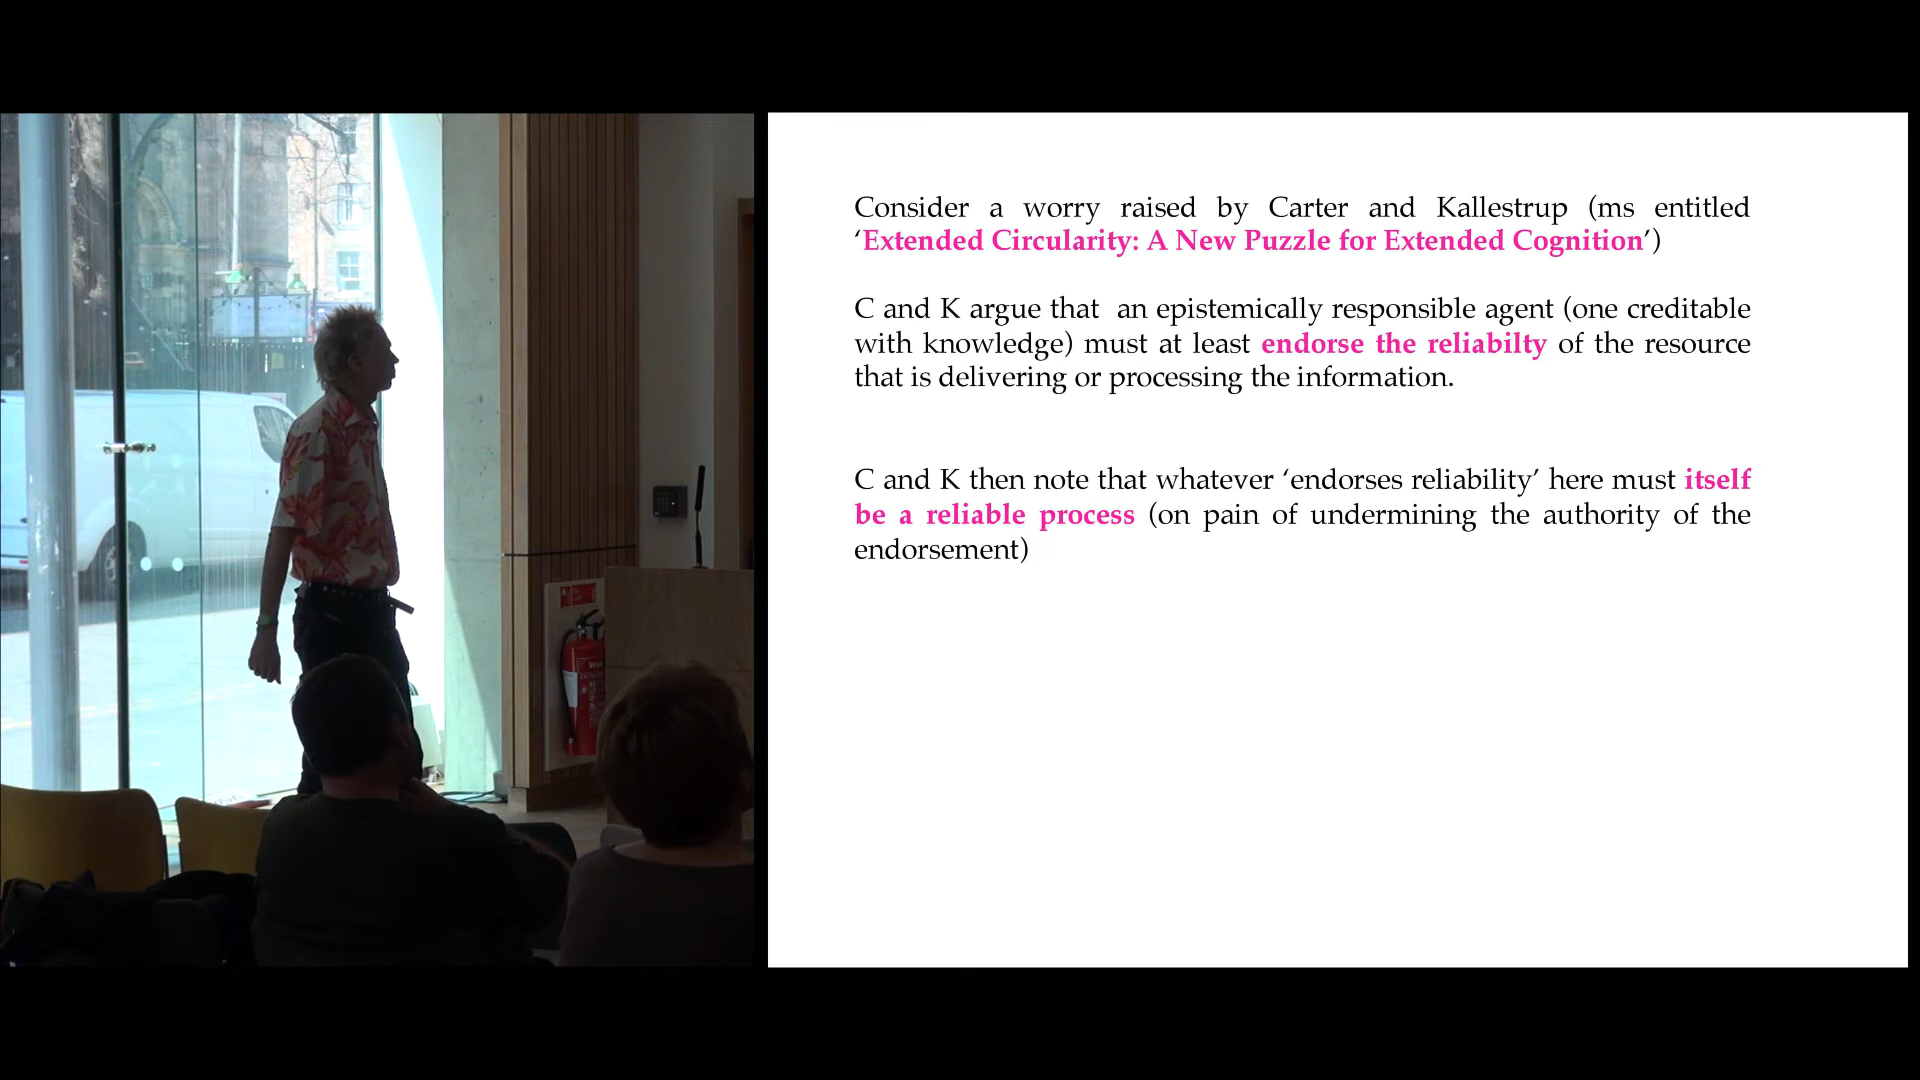 Consider a worry raised by Carter and Kallestrup (ms entitled
‘Extended Circularity: A New Puzzle for Extended Cognition’)
C and K argue that an epistemically responsible agent (one creditable
with knowledge) must at least endorse the reliabilty of the resource
that is delivering or processing the information.
C and K then note that whatever ‘endorses reliability’ here must itself
be a reliable process (on pain of undermining the authority of the
endorsement)